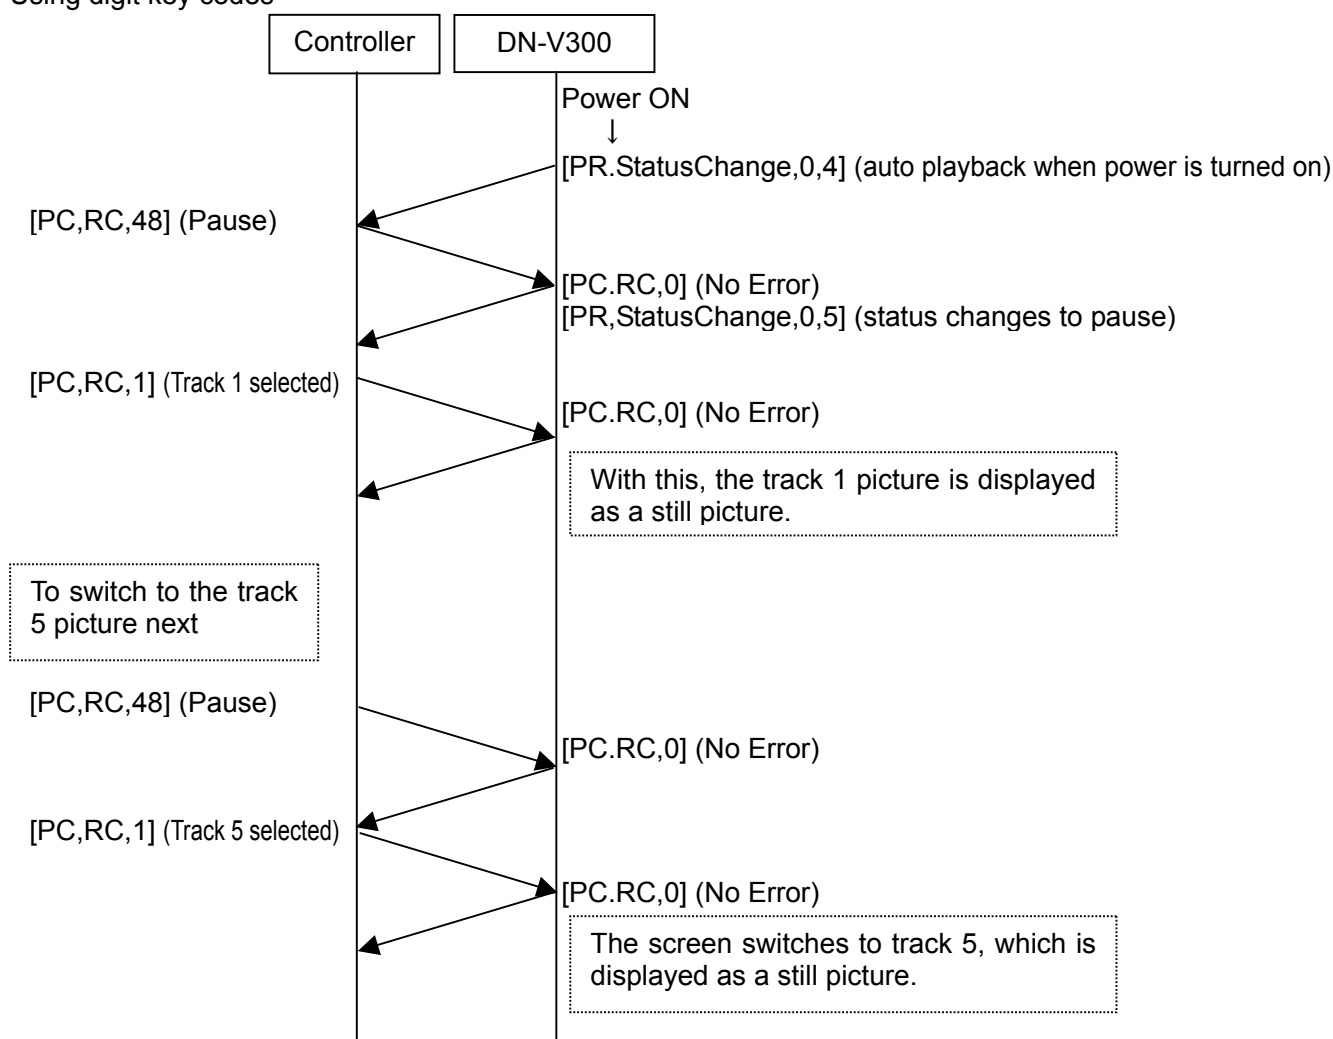 Using digit key codes
Controller
DN-V300
Power ON
↓
[PR.StatusChange,0,4] (auto playback when power is turned on)
[PC,RC,48] (Pause)
[PC.RC,0] (No Error)
[PR,StatusChange,0,5] (status changes to pause)
[PC,RC,1] (Track 1 selected)
[PC.RC,0] (No Error)
With this, the track 1 picture is displayed
as a still picture.
To switch to the track
5 picture next
[PC,RC,48] (Pause)
[PC.RC,0] (No Error)
[PC,RC,1] (Track 5 selected)
[PC.RC,0] (No Error)
The screen switches to track 5, which is
displayed as a still picture.